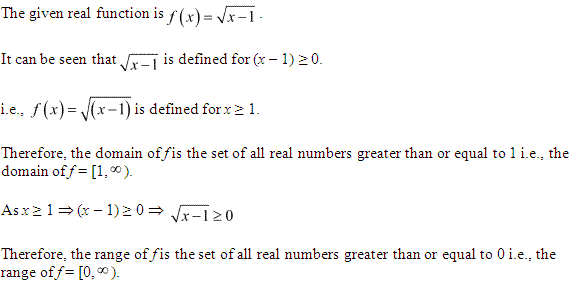 The given real function is f(x) = √x−1 .
It can be seen that √x−1 is defined for (x − 1) ≥ 0.
i.e., f(x) = √(x−1) is defined for x ≥ 1.
Therefore, the domain of f is the set of all real numbers greater than or equal to 1 i.e., the
domain of f = [1, ∞).
As x ≥ 1 ⇒ (x − 1) ≥ 0 ⇒ √x−1 ≥ 0
Therefore, the range of f is the set of all real numbers greater than or equal to 0 i.e., the
range of f = [0, ∞).